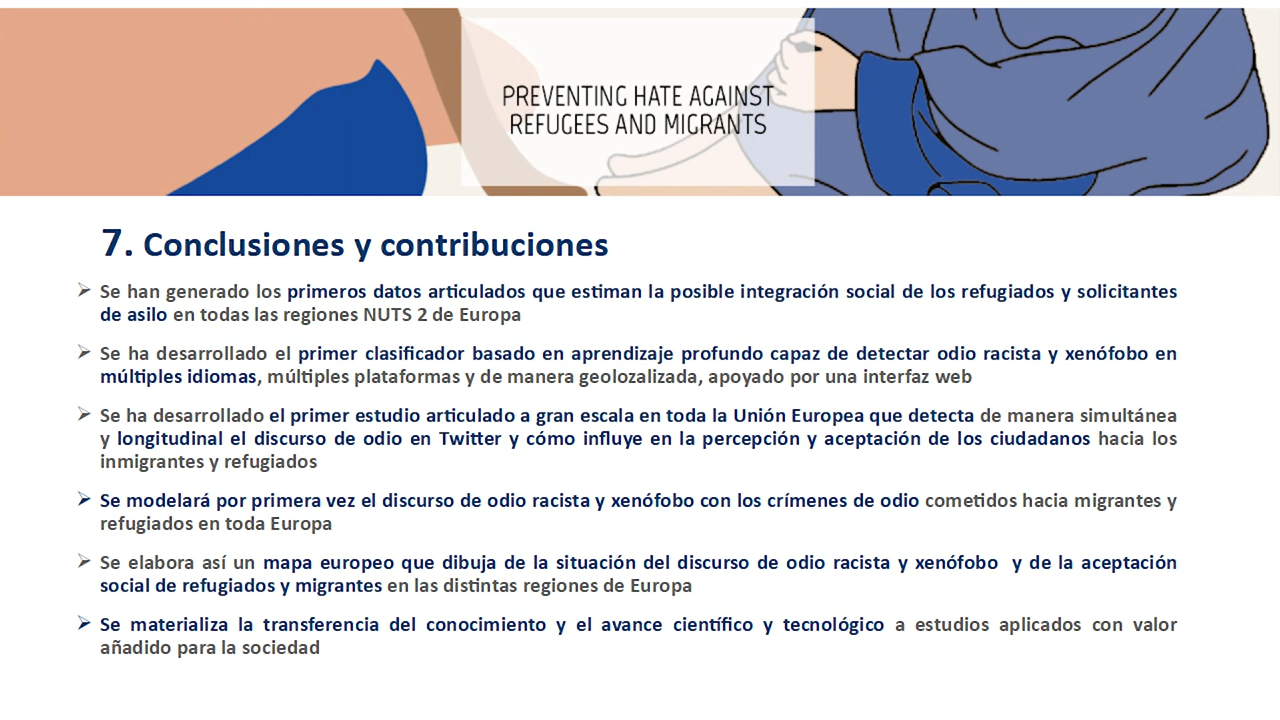 PREVENTING HATE AGAINST
REFUGEES AND MIGRANTS
7. Conclusiones y contribuciones
Se han generado los primeros datos articulados que estiman la posible integración social de los refugiados y solicitantes
de asilo en todas las regiones NUTS 2 de Europa
Se ha desarrollado el primer clasificador basado en aprendizaje profundo capaz de detectar odio racista y xenófobo en
múltiples idiomas, múltiples plataformas y de manera geolozalizada, apoyado por una interfaz web
Se ha desarrollado el primer estudio articulado a gran escala en toda la Unión Europea que detecta de manera simultánea
y longitudinal el discurso de odio en Twitter y cómo influye en la percepción y aceptación de los ciudadanos hacia los
inmigrantes y refugiados
Se modelará por primera vez el discurso de odio racista y xenófobo con los crímenes de odio cometidos hacia migrantes y
refugiados en toda Europa
Se elabora así un mapa europeo que dibuja de la situación del discurso de odio racista y xenófobo y de la aceptación
social de refugiados y migrantes en las distintas regiones de Europa
Se materializa la transferencia del conocimiento y el avance científico y tecnológico a estudios aplicados con valor
añadido para la sociedad